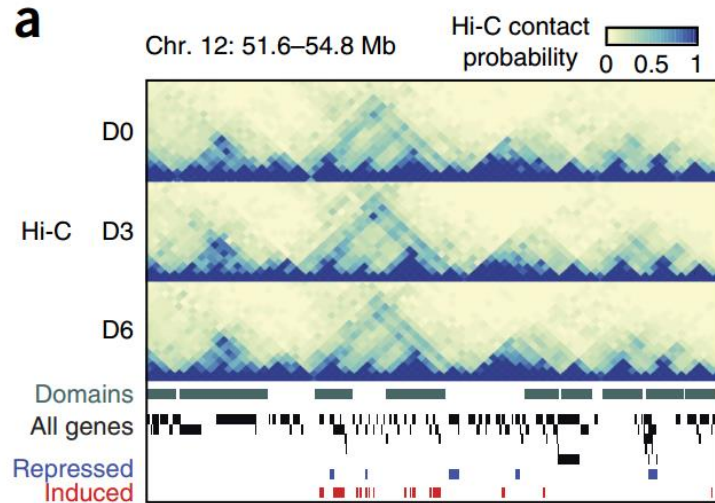 a
Chr. 12: 51.6–54.8 Mb
Hi-C contact
probability
0 0.5 1
D0
Hi-C D3
D6
Domains
All genes
Repressed
Induced